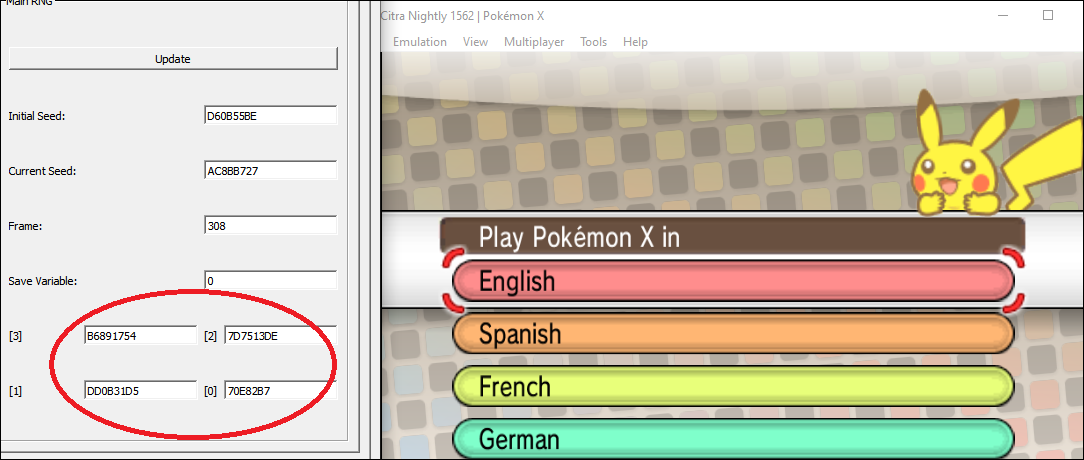 Main RNG
Update
Initial Seed: D60B55BE
Current Seed: AC8BB727
Frame: 308
Save Variable: 0
[3] B6891754 [2] 7D7513DE
[1] DD0B31D5 [0] 70E82B7
Citra Nightly 1562 | Pokémon X
Emulation View Multiplayer Tools Help
Play Pokémon X in
English
Spanish
French
German